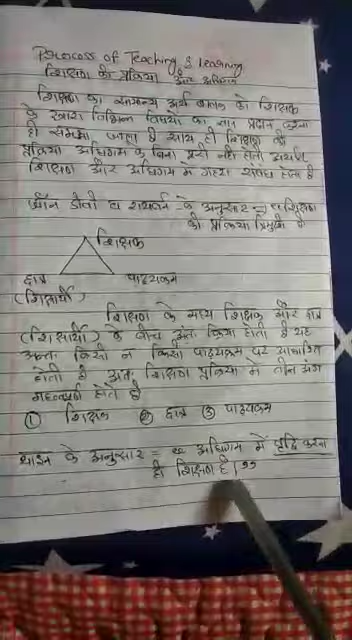 Process of Teaching & Learning
शिक्षण की प्रक्रिया और अधिगम
शिक्षण का सामान्य अर्थ बालक को शिक्षक
के द्वारा विभिन्न विषयों का ज्ञान प्रदान करना
ही समझा जाता है साथ ही शिक्षण की
प्रक्रिया अधिगम के बिना पूरी नहीं होती अर्थात
शिक्षण और अधिगम में गहरा संबंध होता है
जॉन डीवी व रायबर्न के अनुसार = "शिक्षण
की प्रक्रिया त्रिमुखी है
शिक्षक
छात्र पाठ्यक्रम
(शिक्षार्थी)
शिक्षण के मध्य शिक्षक और छात्र
(शिक्षार्थी) के बीच अंतः क्रिया होती है यह
अन्तः किसी न किसी पाठ्यक्रम पर आधारित
होती है अतः शिक्षण प्रक्रिया में तीन अंग
महत्वपूर्ण होते है
① शिक्षक ② छात्र ③ पाठ्यक्रम
के अनुसार = "अधिगम में वृद्धि करना
ही शिक्षण है।"